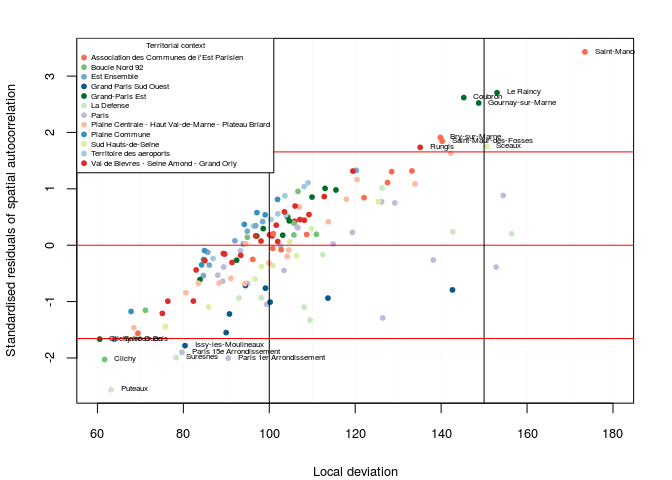 Territorial context
Association des Communes de l'Est Parisien
Boucle Nord 92
Est Ensemble
Grand Paris Sud Ouest
Grand-Paris Est
La Defense
Paris
Plaine Centrale - Haut Val-de-Marne - Plateau Briard
Plaine Commune
Sud Hauts-de-Seine
Territoire des aeroports
Val de Bievres - Seine Amond - Grand Orly
Saint-Mand
Le Raincy
Coubron
Gournay-sur-Marne
Bry-sur-Marne
Saint-Maur-des-Fosses
Rungis
Sceaux
Issy-les-Moulineaux
Paris 15e Arrondissement
Suresnes
Paris 1er Arrondissement
Clichy
Puteaux
Standardised residuals of spatial autocorrelation
3
2
1
0
-1
-2
60 80 100 120 140 160 180
Local deviation